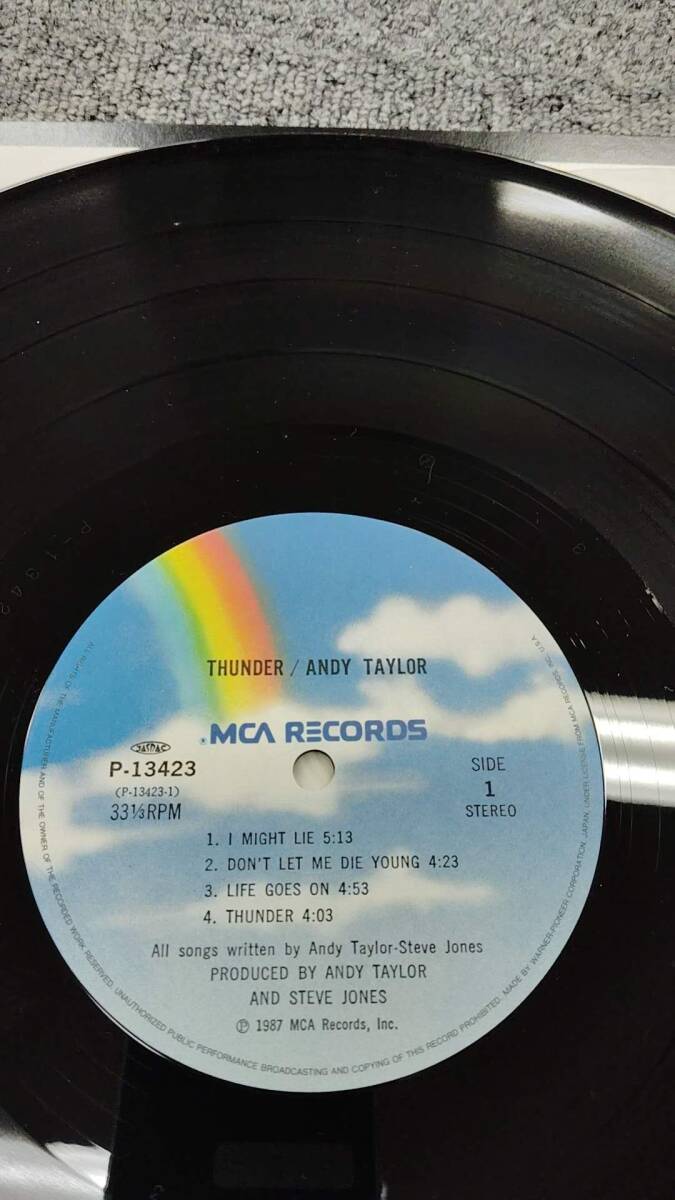 THUNDER / ANDY TAYLOR
MCA RECORDS
JASRAC
P-13423
(P-13423-1)
33⅓RPM
SIDE
1
STEREO
1. I MIGHT LIE 5:13
2. DON'T LET ME DIE YOUNG 4:23
3. LIFE GOES ON 4:53
4. THUNDER 4:03
All songs written by Andy Taylor-Steve Jones
PRODUCED BY ANDY TAYLOR
AND STEVE JONES
℗ 1987 MCA Records, Inc.
ALL RIGHTS OF THE MANUFACTURER AND OF THE OWNER OF THE RECORDED WORK RESERVED. UNAUTHORIZED PUBLIC PERFORMANCE BROADCASTING AND COPYING OF THIS RECORD PROHIBITED. MADE BY WARNER-PIONEER CORPORATION, JAPAN, UNDER LICENSE FROM MCA RECORDS INC., U.S.A.
P-1342
9
3